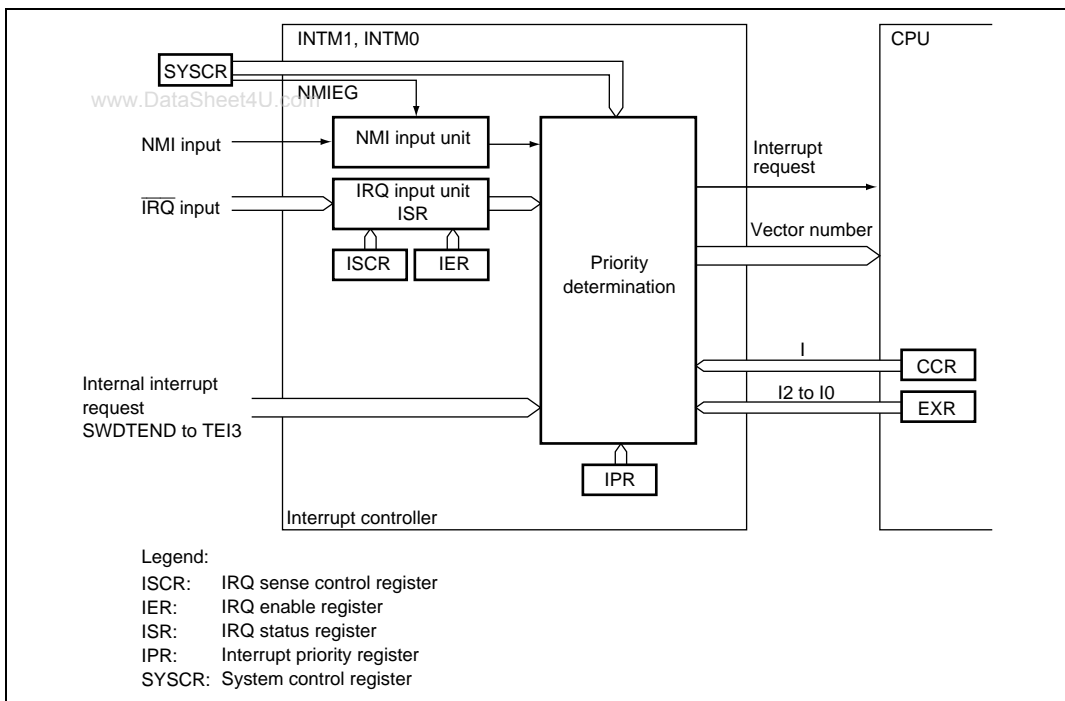 INTM1, INTM0
CPU
SYSCR
NMIEG
www.DataSheet4U.com
NMI input
NMI input unit
Interrupt
request
IRQ input
IRQ input unit
ISR
Vector number
ISCR
IER
Priority
determination
I
CCR
Internal interrupt
request
SWDTEND to TEI3
I2 to I0
EXR
IPR
Interrupt controller
Legend:
ISCR: IRQ sense control register
IER: IRQ enable register
ISR: IRQ status register
IPR: Interrupt priority register
SYSCR: System control register